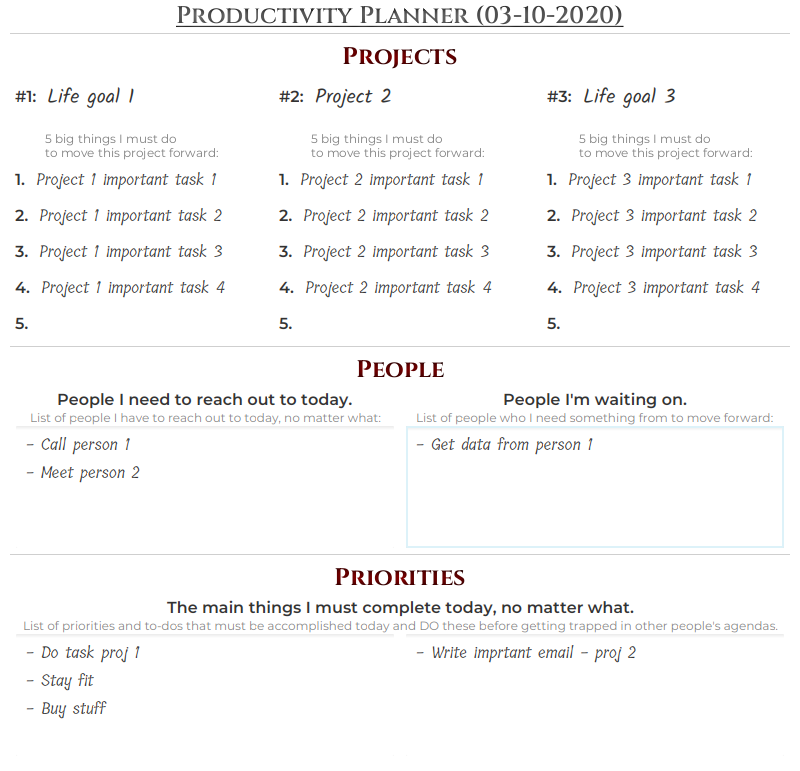 Productivity Planner (03-10-2020)
Projects
#1: Life goal 1
#2: Project 2
#3: Life goal 3
5 big things I must do
to move this project forward:
5 big things I must do
to move this project forward:
5 big things I must do
to move this project forward:
1. Project 1 important task 1
1. Project 2 important task 1
1. Project 3 important task 1
2. Project 1 important task 2
2. Project 2 important task 2
2. Project 3 important task 2
3. Project 1 important task 3
3. Project 2 important task 3
3. Project 3 important task 3
4. Project 1 important task 4
4. Project 2 important task 4
4. Project 3 important task 4
5.
5.
5.
People
People I need to reach out to today.
List of people I have to reach out to today, no matter what:
- Call person 1
- Meet person 2
People I'm waiting on.
List of people who I need something from to move forward:
- Get data from person 1
Priorities
The main things I must complete today, no matter what.
List of priorities and to-dos that must be accomplished today and DO these before getting trapped in other people's agendas.
- Do task proj 1
- Stay fit
- Buy stuff
- Write imprtant email - proj 2